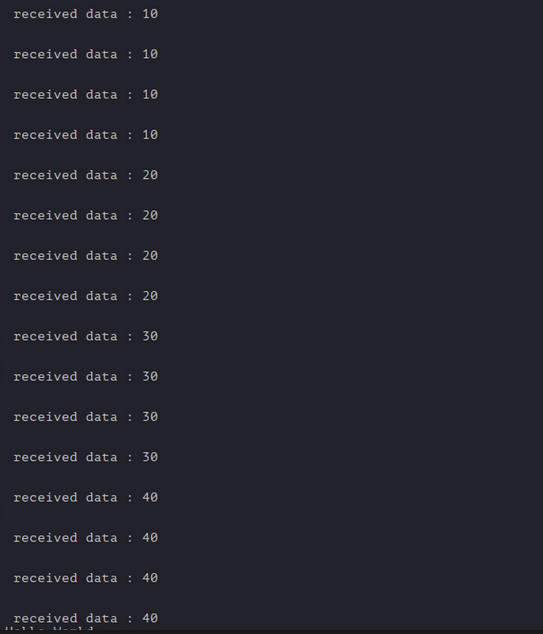 received data : 10
received data : 10
received data : 10
received data : 10
received data : 20
received data : 20
received data : 20
received data : 20
received data : 30
received data : 30
received data : 30
received data : 30
received data : 40
received data : 40
received data : 40
received data : 40
Hello World